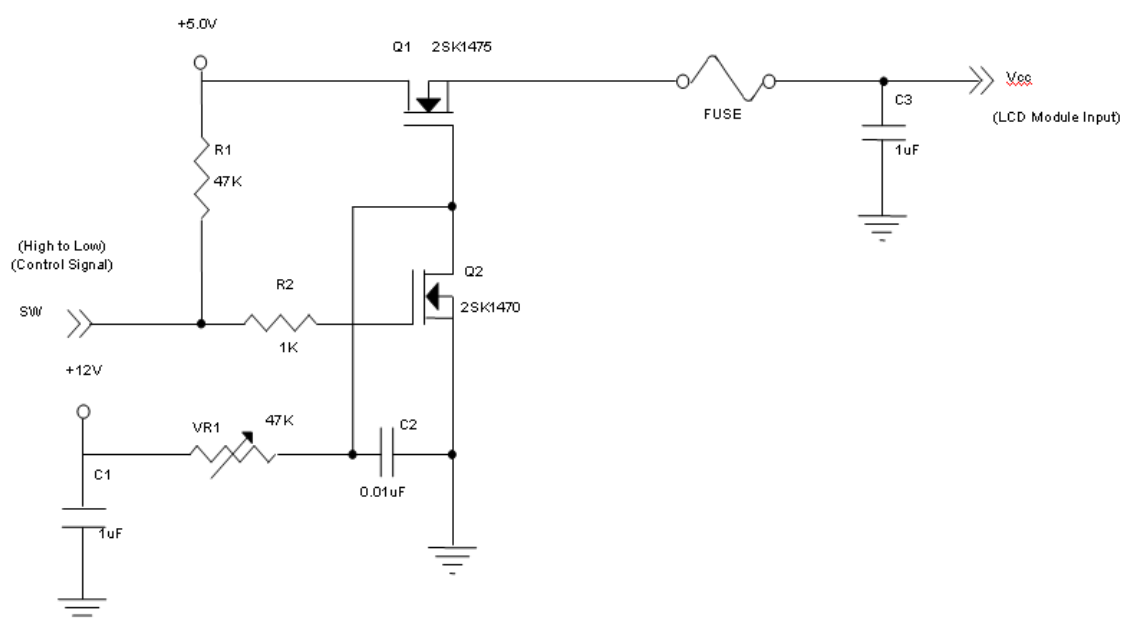 +5.0V
Q1 2SK1475
Vcc
FUSE
C3
(LCD Module Input)
1uF
R1
47K
(High to Low)
(Control Signal)
SW
R2
1K
Q2
2SK1470
+12V
VR1
47K
C2
0.01uF
C1
1uF